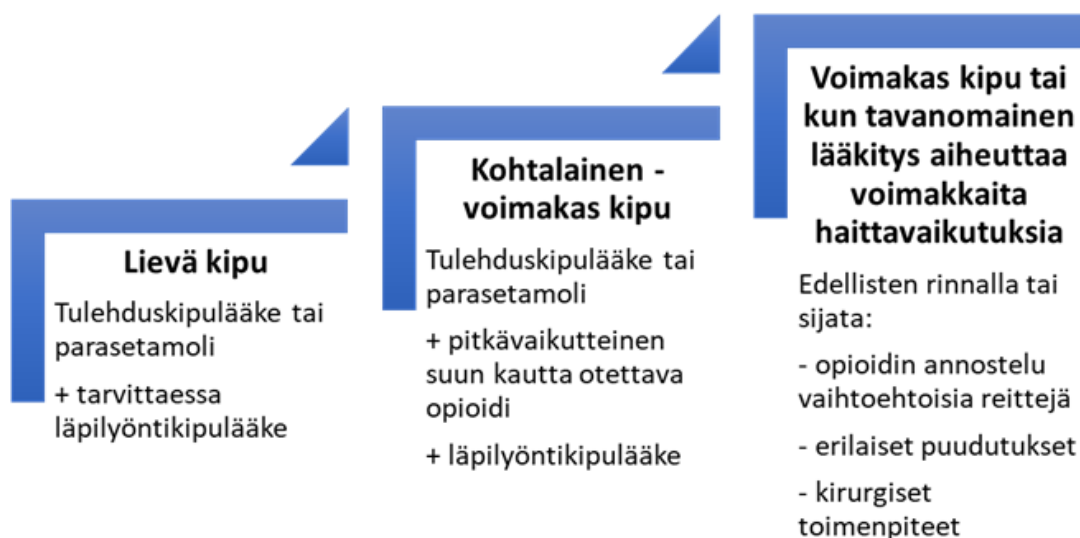 Lievä kipu
Tulehduskipulääke tai
parasetamoli
+ tarvittaessa
läpilyöntikipulääke
Kohtalainen -
voimakas kipu
Tulehduskipulääke tai
parasetamoli
+ pitkävaikutteinen
suun kautta otettava
opioidi
+ läpilyöntikipulääke
Voimakas kipu tai
kun tavanomainen
lääkitys aiheuttaa
voimakkaita
haittavaikutuksia
Edellisten rinnalla tai
sijata:
- opioidin annostelu
vaihtoehtoisia reittejä
- erilaiset puudutukset
- kirurgiset
toimenpiteet